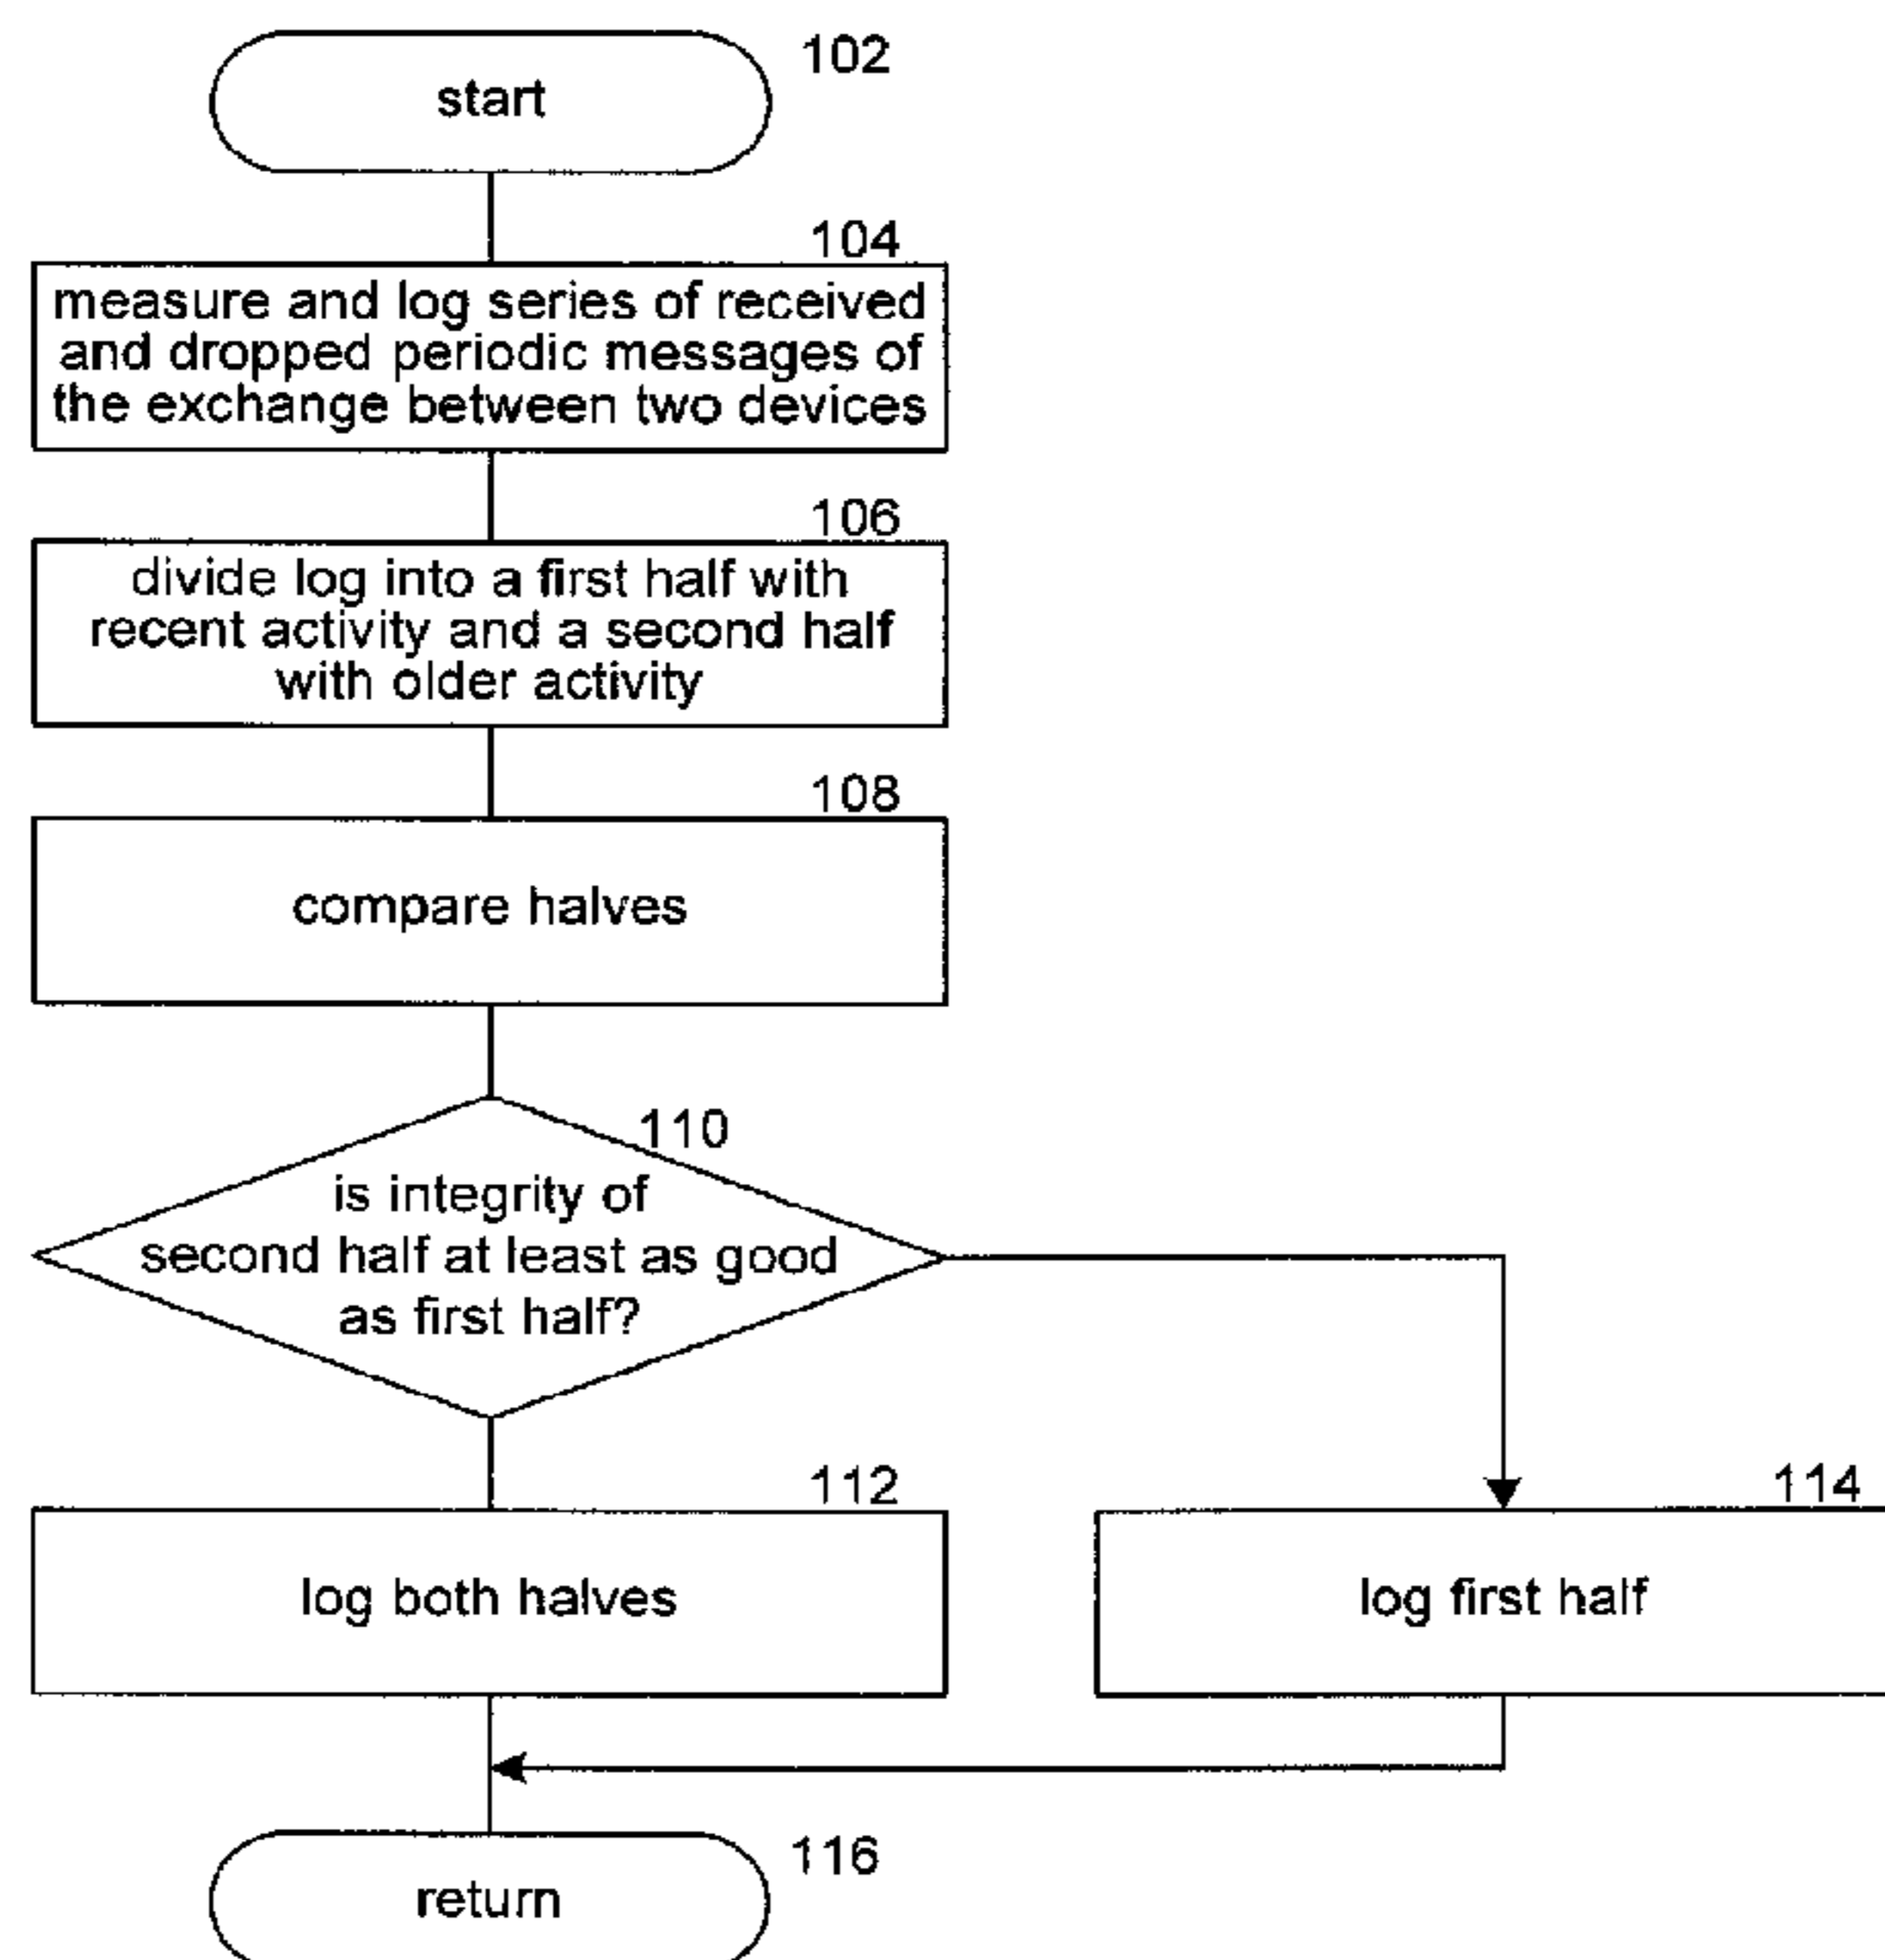 102
start
104
measure and log series of received
and dropped periodic messages of
the exchange between two devices
106
divide log into a first half with
recent activity and a second half
with older activity
108
compare halves
110
is integrity of
second half at least as good
as first half?
112
log both halves
114
log first half
116
return